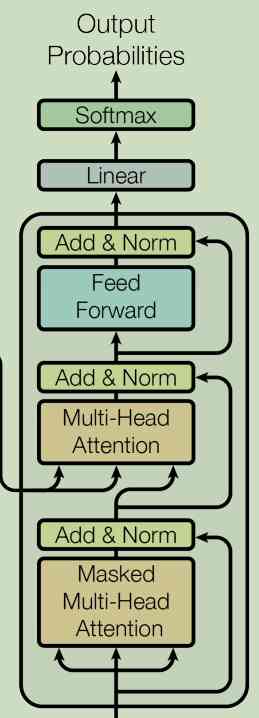 Output
Probabilities
Softmax
Linear
Add & Norm
Feed
Forward
Add & Norm
Multi-Head
Attention
Add & Norm
Masked
Multi-Head
Attention